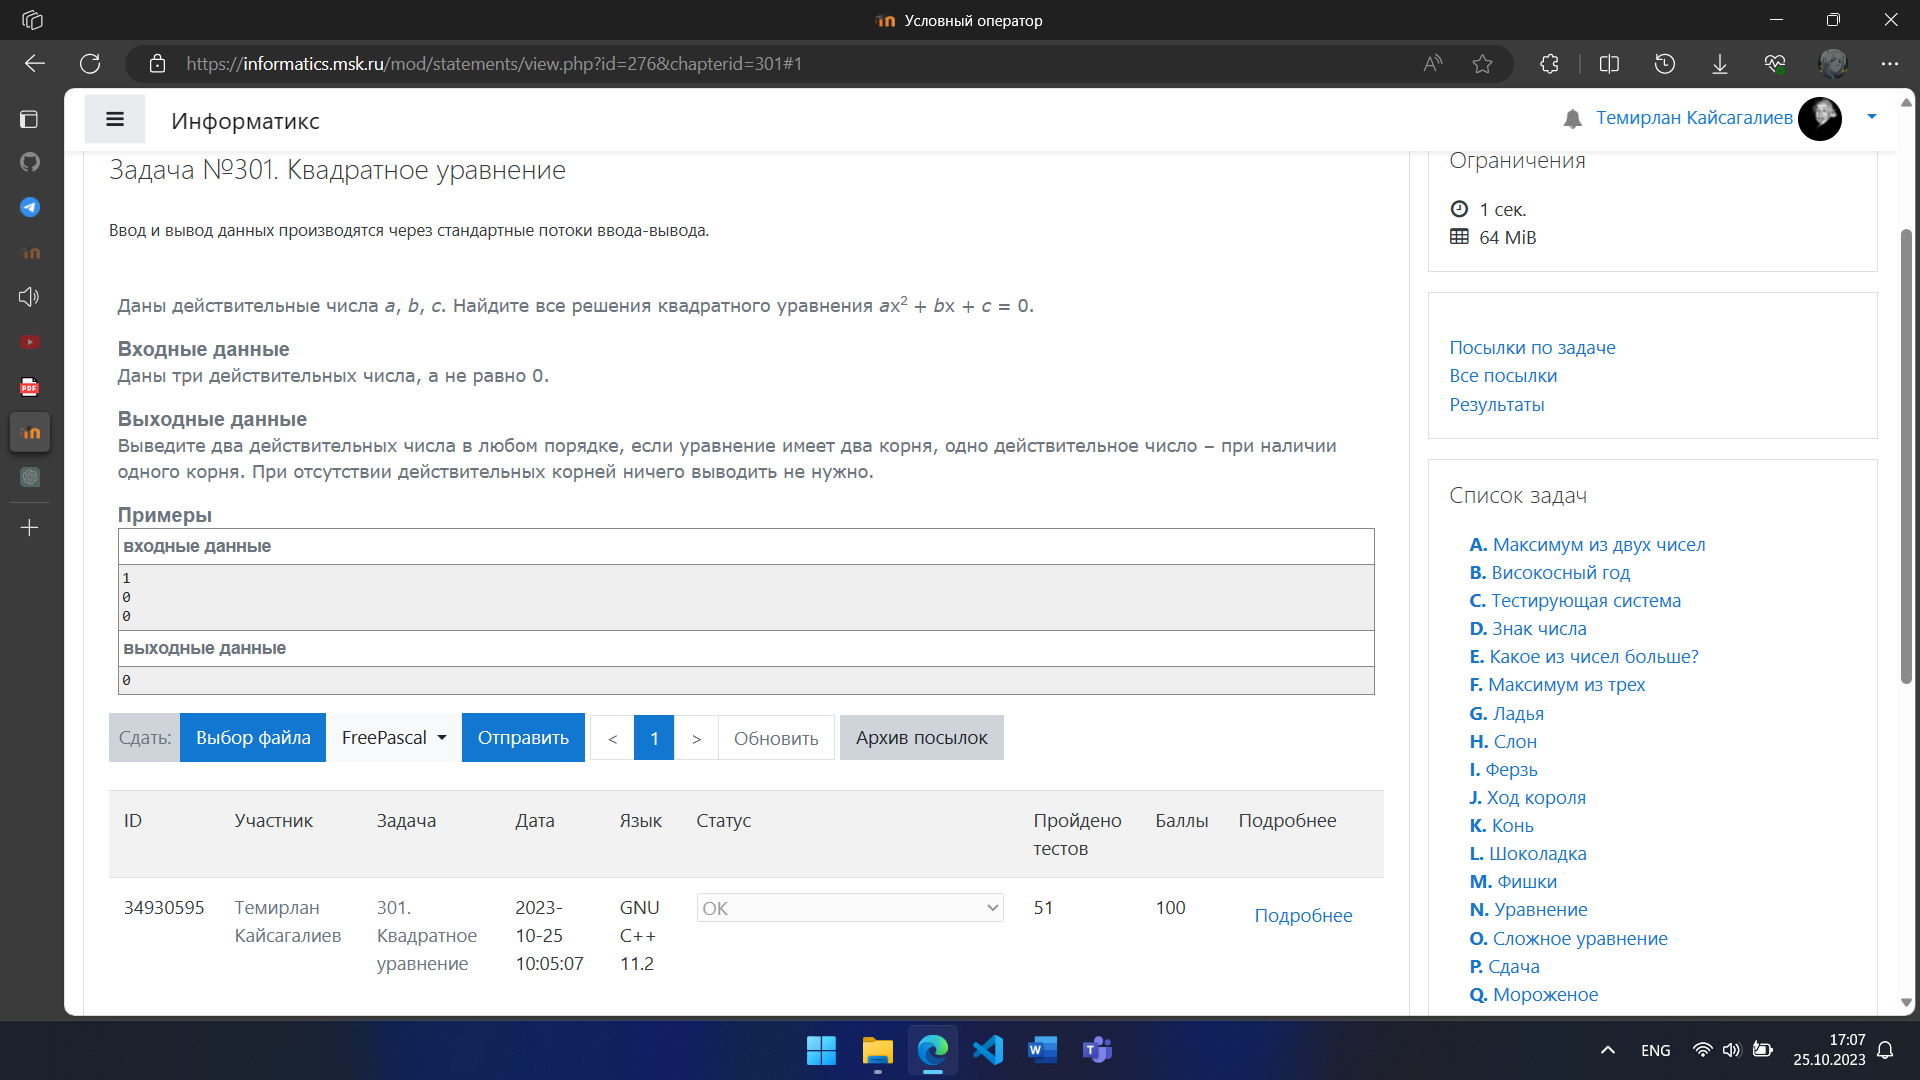 Условный оператор
https://informatics.msk.ru/mod/statements/view.php?id=276&chapterid=301#1
Информатикс
Темирлан Кайсагалиев
Задача №301. Квадратное уравнение
Ввод и вывод данных производятся через стандартные потоки ввода-вывода.
Даны действительные числа a, b, c. Найдите все решения квадратного уравнения ax² + bx + c = 0.
Входные данные
Даны три действительных числа, a не равно 0.
Выходные данные
Выведите два действительных числа в любом порядке, если уравнение имеет два корня, одно действительное число – при наличии
одного корня. При отсутствии действительных корней ничего выводить не нужно.
Примеры
входные данные
1
0
0
выходные данные
0
Сдать: Выбор файла FreePascal Отправить < 1 > Обновить Архив посылок
ID Участник Задача Дата Язык Статус Пройдено тестов Баллы Подробнее
34930595 Темирлан Кайсагалиев 301. Квадратное уравнение 2023-10-25 10:05:07 GNU C++ 11.2 OK 51 100 Подробнее
Ограничения
1 сек.
64 MiB
Посылки по задаче
Все посылки
Результаты
Список задач
A. Максимум из двух чисел
B. Високосный год
C. Тестирующая система
D. Знак числа
E. Какое из чисел больше?
F. Максимум из трех
G. Ладья
H. Слон
I. Ферзь
J. Ход короля
K. Конь
L. Шоколадка
M. Фишки
N. Уравнение
O. Сложное уравнение
P. Сдача
Q. Мороженое
ENG
17:07
25.10.2023